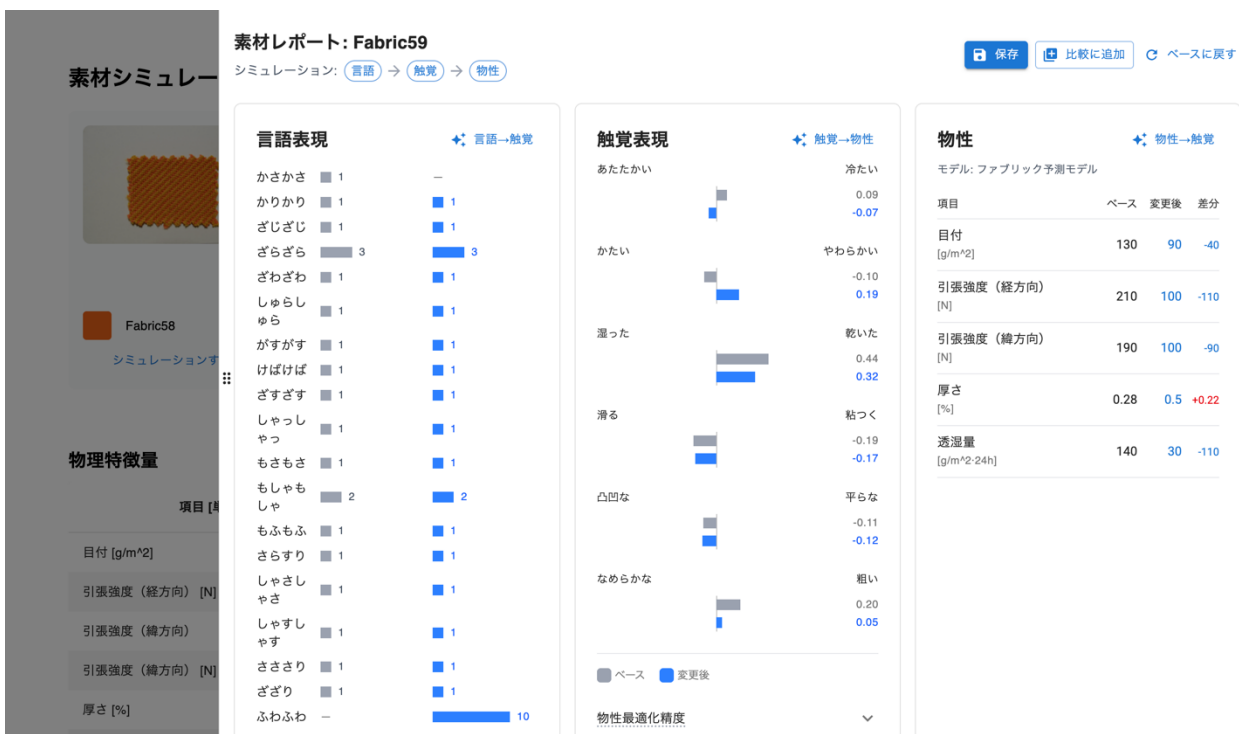 素材レポート: Fabric59
シミュレーション: 言語 → 触覚 → 物性
保存
比較に追加
ベースに戻す
素材シミュレー
Fabric58
シミュレーションす
物理特徴量
項目 [単
目付 [g/m^2]
引張強度（経方向） [N]
引張強度（緯方向）
引張強度（緯方向） [N]
厚さ [%]
言語表現
言語→触覚
かさかさ 1 –
かりかり 1 1
ざじざじ 1 1
ざらざら 3 3
ざわざわ 1 1
しゅらし
ゅら 1 1
がすがす 1 1
けばけば 1 1
ざすざす 1 1
しゃっし
ゃっ 1 1
もさもさ 1 1
もしゃも
しゃ 2 2
もふもふ 1 1
さらすり 1 1
しゃさし
ゃさ 1 1
しゃすし
ゃす 1 1
さささり 1 1
ざざり 1 1
ふわふわ – 10
触覚表現
触覚→物性
あたたかい 冷たい
0.09
-0.07
かたい やわらかい
-0.10
0.19
湿った 乾いた
0.44
0.32
滑る 粘つく
-0.19
-0.17
凸凹な 平らな
-0.11
-0.12
なめらかな 粗い
0.20
0.05
ベース 変更後
物性最適化精度
物性
物性→触覚
モデル: ファブリック予測モデル
項目 ベース 変更後 差分
目付
[g/m^2]
130 90 -40
引張強度（経方向）
[N]
210 100 -110
引張強度（緯方向）
[N]
190 100 -90
厚さ
[%]
0.28 0.5 +0.22
透湿量
[g/m^2·24h]
140 30 -110